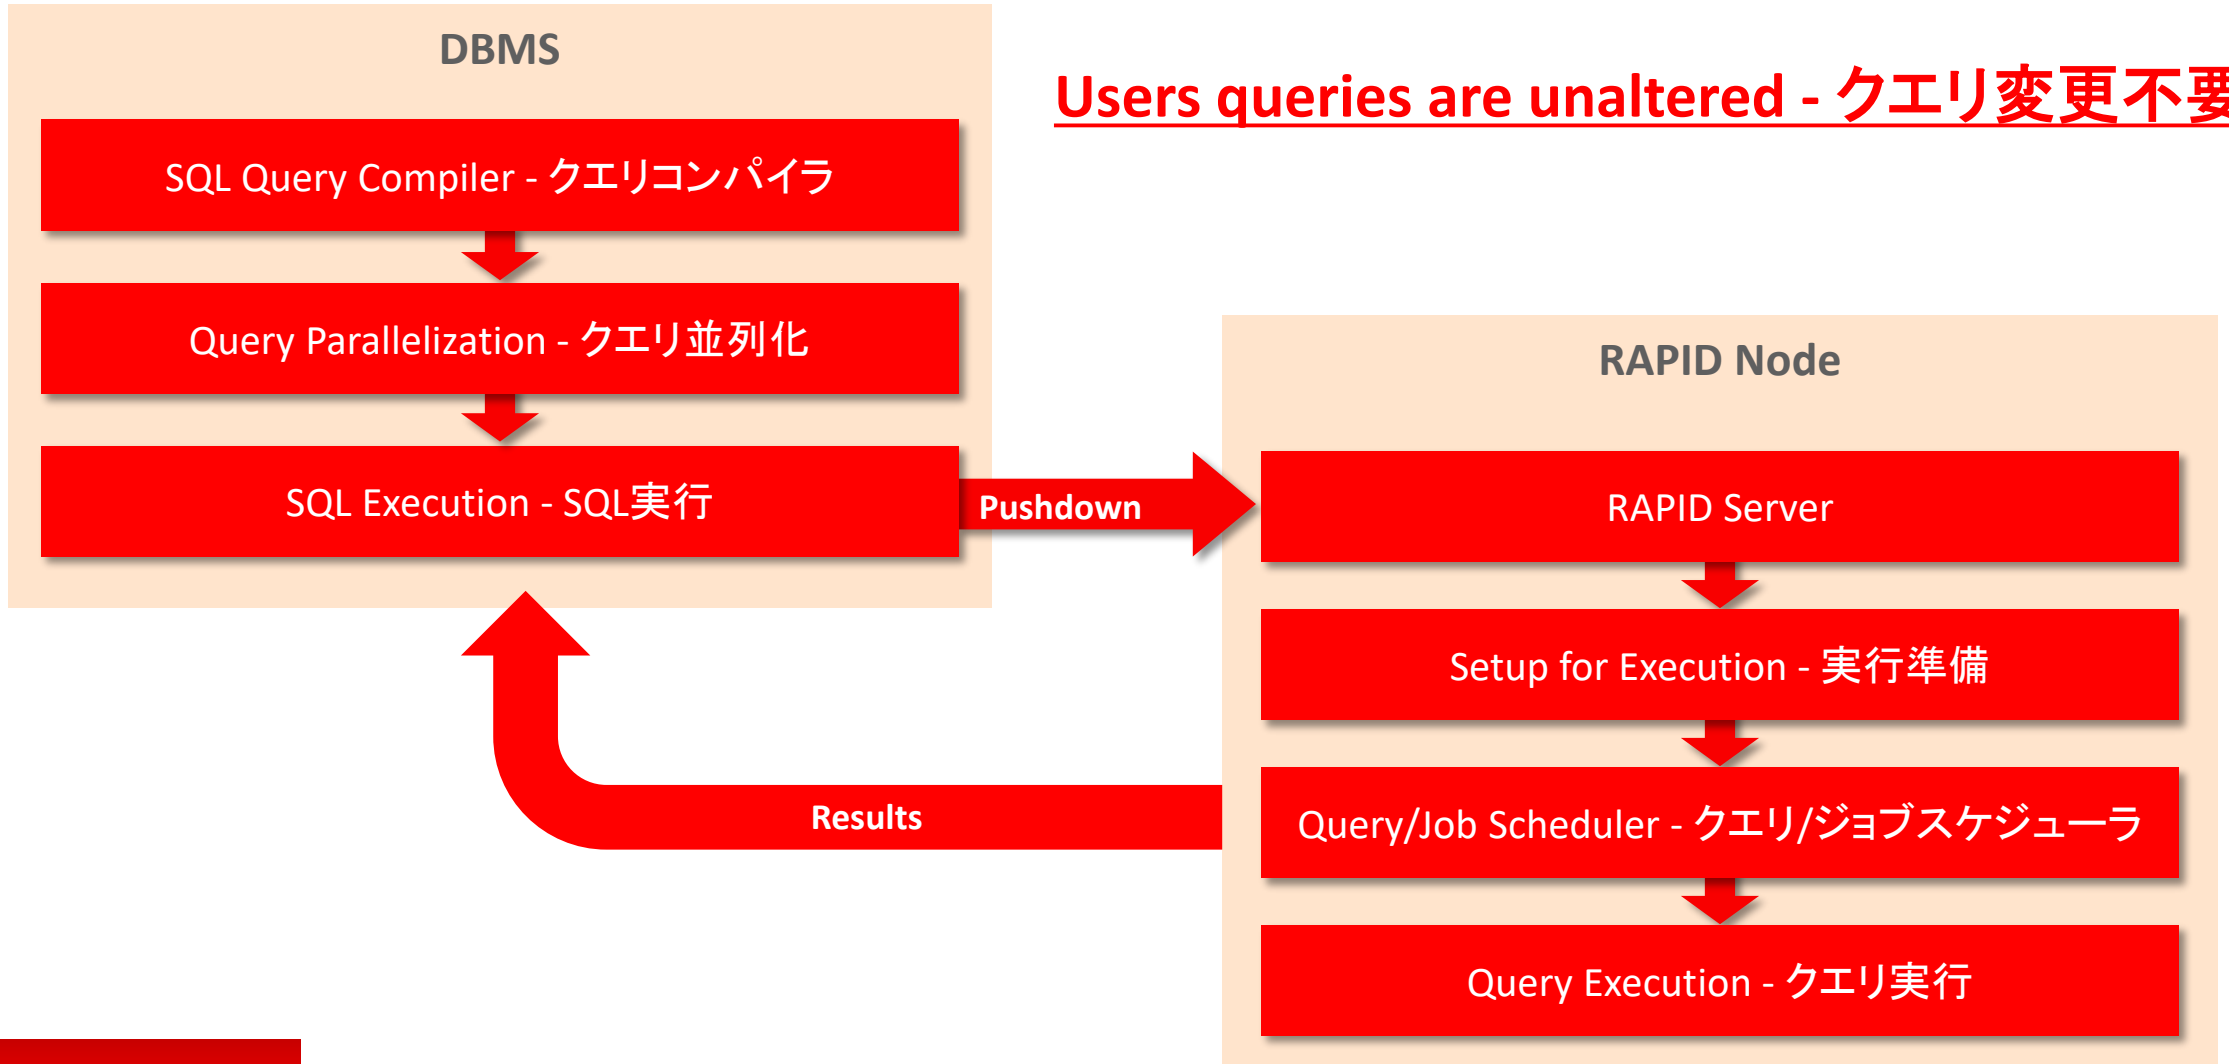 DBMS
Users queries are unaltered - クエリ変更不要
SQL Query Compiler - クエリコンパイラ
Query Parallelization - クエリ並列化
SQL Execution - SQL実行
Pushdown
Results
RAPID Node
RAPID Server
Setup for Execution - 実行準備
Query/Job Scheduler - クエリ/ジョブスケジューラ
Query Execution - クエリ実行